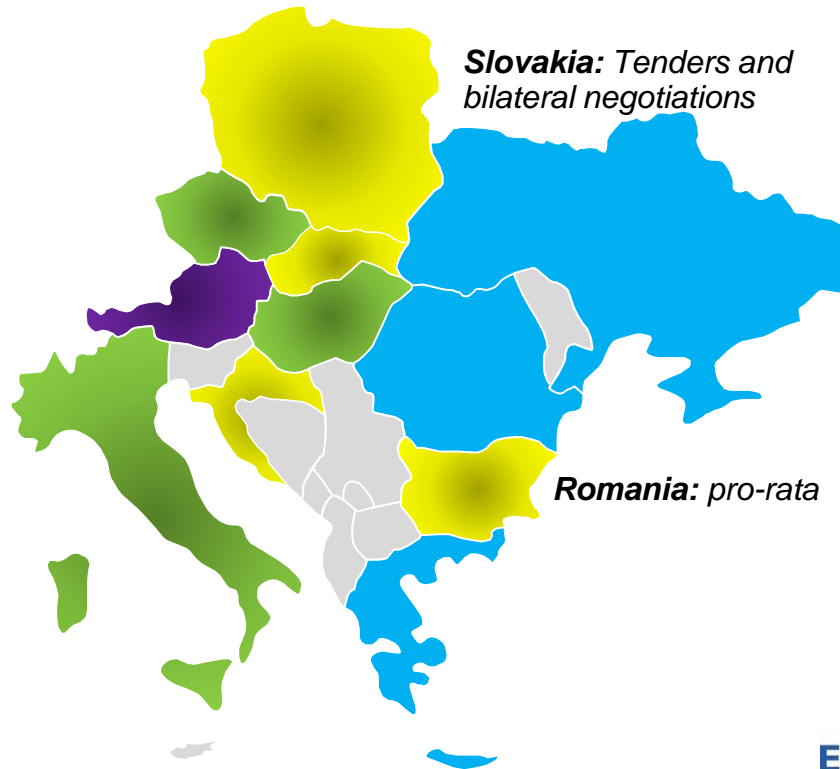 Slovakia: Tenders and
bilateral negotiations
Romania: pro-rata
E